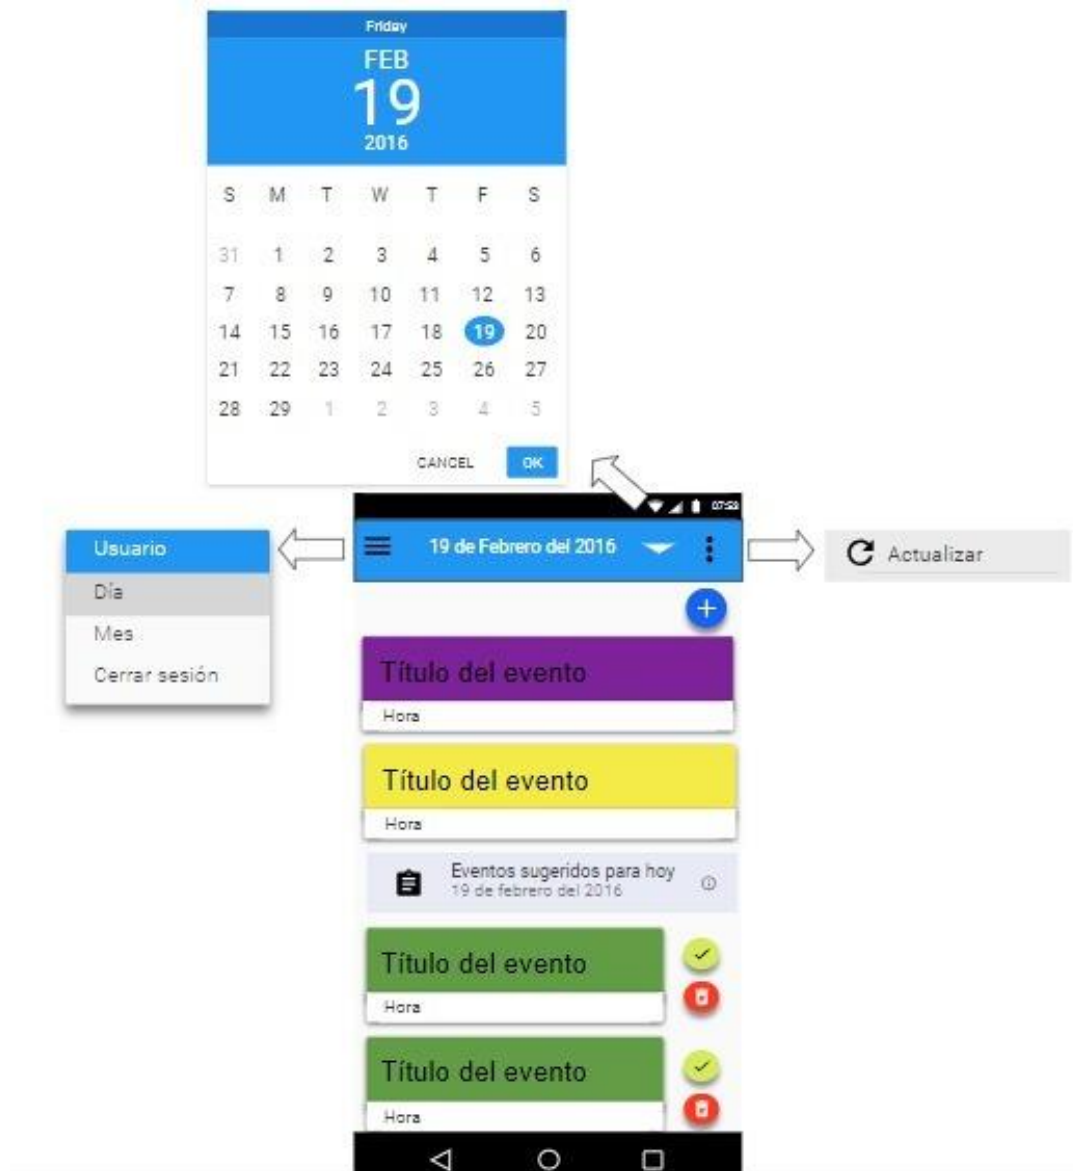 Friday
FEB
19
2016
S M T W T F S
31 1 2 3 4 5 6
7 8 9 10 11 12 13
14 15 16 17 18 19 20
21 22 23 24 25 26 27
28 29 1 2 3 4 5
CANCEL OK
07:58
Usuario
Día
Mes
Cerrar sesión
19 de Febrero del 2016
Actualizar
Título del evento
Hora
Título del evento
Hora
Eventos sugeridos para hoy
19 de febrero del 2016
Título del evento
Hora
Título del evento
Hora